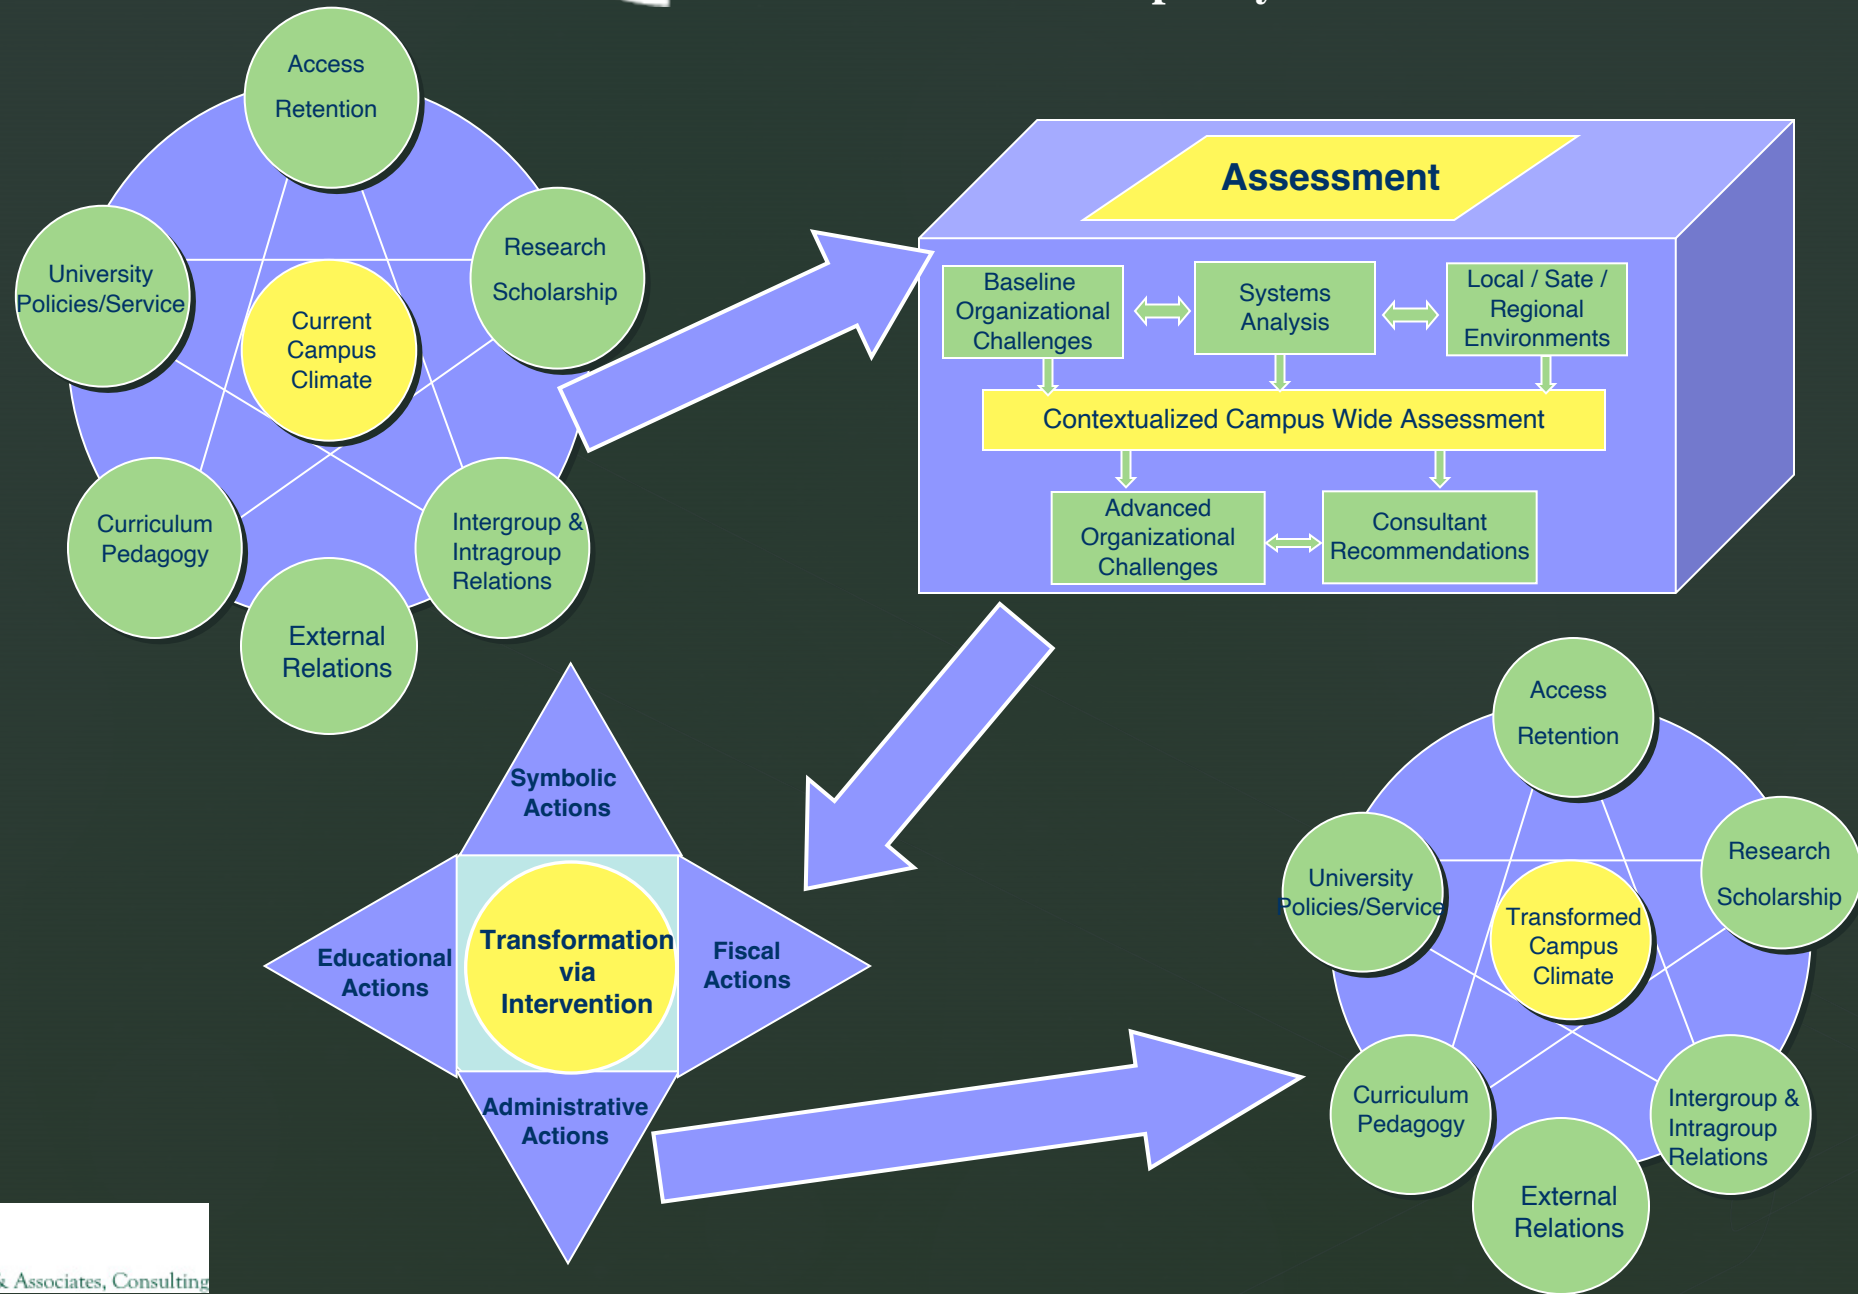 Access
Retention
University
Policies/Service
Research
Scholarship
Current
Campus
Climate
Curriculum
Pedagogy
Intergroup &
Intragroup
Relations
External
Relations
Assessment
Baseline
Organizational
Challenges
Systems
Analysis
Local / Sate /
Regional
Environments
Contextualized Campus Wide Assessment
Advanced
Organizational
Challenges
Consultant
Recommendations
Symbolic
Actions
Educational
Actions
Transformation
via
Intervention
Fiscal
Actions
Administrative
Actions
Access
Retention
University
Policies/Service
Research
Scholarship
Transformed
Campus
Climate
Curriculum
Pedagogy
Intergroup &
Intragroup
Relations
External
Relations
& Associates, Consulting